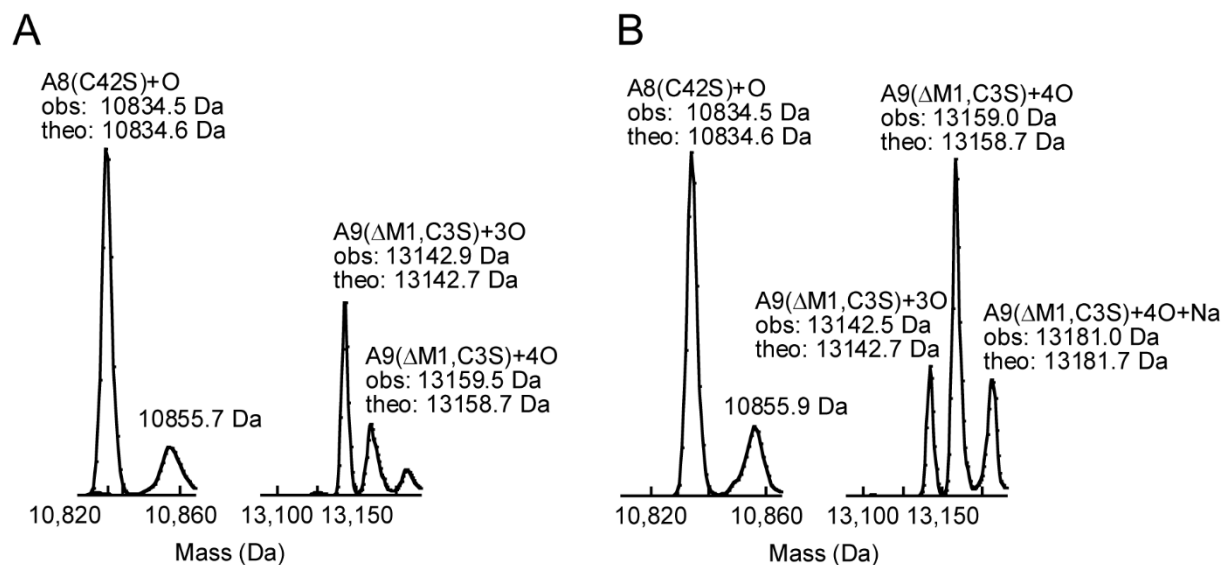 A
A8(C42S)+O
obs: 10834.5 Da
theo: 10834.6 Da
A9(ΔM1,C3S)+3O
obs: 13142.9 Da
theo: 13142.7 Da
A9(ΔM1,C3S)+4O
obs: 13159.5 Da
theo: 13158.7 Da
10855.7 Da
10,820 10,860 13,100 13,150
Mass (Da)
B
A8(C42S)+O
obs: 10834.5 Da
theo: 10834.6 Da
A9(ΔM1,C3S)+4O
obs: 13159.0 Da
theo: 13158.7 Da
A9(ΔM1,C3S)+3O
obs: 13142.5 Da
theo: 13142.7 Da
A9(ΔM1,C3S)+4O+Na
obs: 13181.0 Da
theo: 13181.7 Da
10855.9 Da
10,820 10,860 13,100 13,150
Mass (Da)